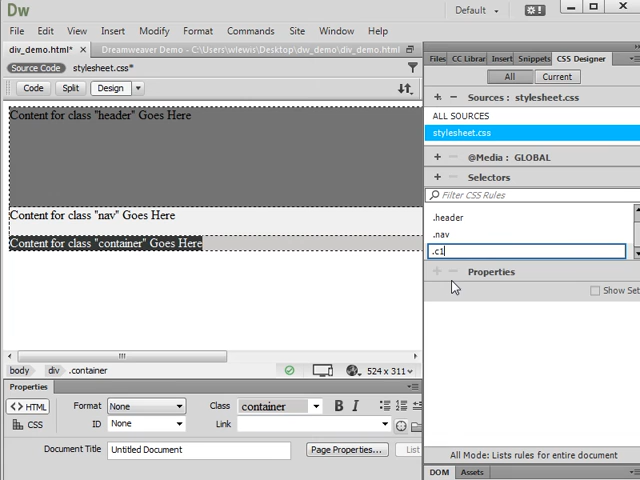 Dw
Default
File Edit View Insert Modify Format Commands Site Window Help
div_demo.html* Dreamweaver Demo - C:\Users\wlewis\Desktop\dw_demo\div_demo.html
Source Code stylesheet.css*
Code Split Design
Content for class "header" Goes Here
Content for class "nav" Goes Here
Content for class "container" Goes Here
body div .container 524 x 311
Properties
<> HTML Format None Class container B I
CSS ID None Link
Document Title Untitled Document Page Properties... List
Files CC Librar Insert Snippets CSS Designer
All Current
Sources : stylesheet.css
ALL SOURCES
stylesheet.css
@Media : GLOBAL
Selectors
Filter CSS Rules
.header
.nav
.c1
Properties
Show Set
All Mode: Lists rules for entire document
DOM Assets